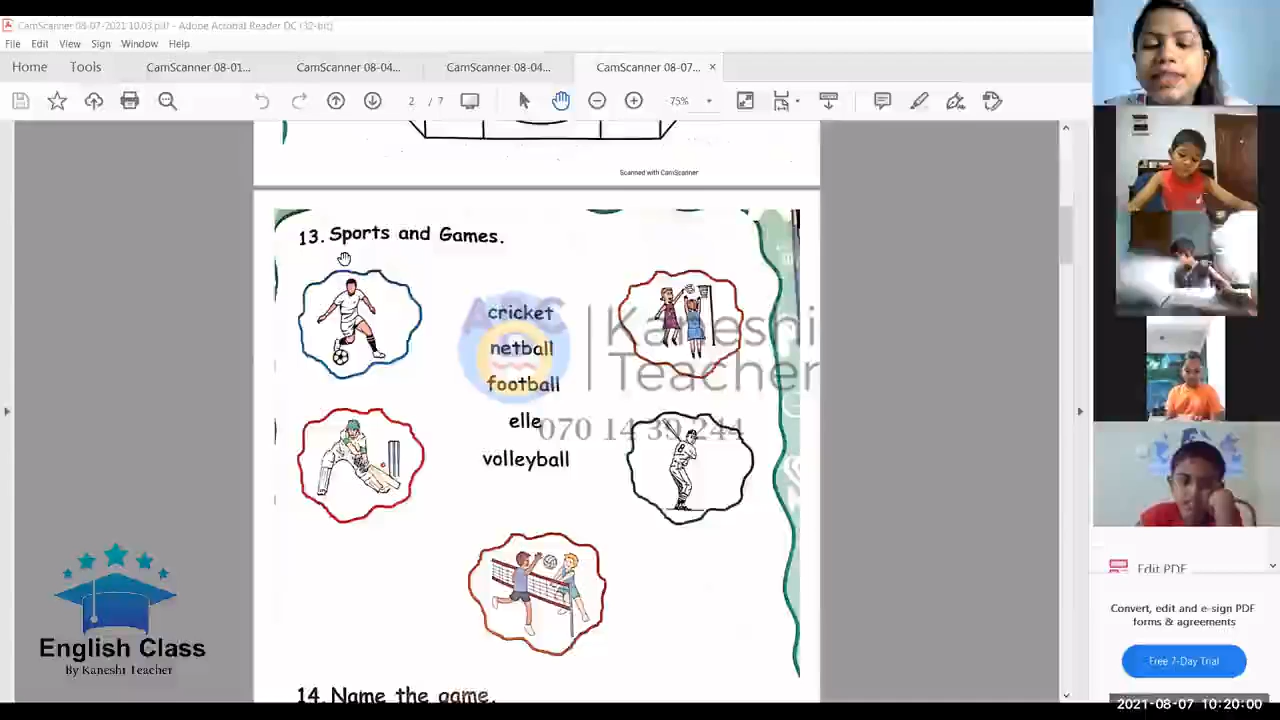 CamScanner 08-07-2021 10.03.pdf - Adobe Acrobat Reader DC (32-bit)
File Edit View Sign Window Help
Home Tools CamScanner 08-01... CamScanner 08-04... CamScanner 08-04... CamScanner 08-07... ×
2 / 7 75%
Scanned with CamScanner
13. Sports and Games.
cricket
netball
football
elle
volleyball
Kaneshi
Teacher
070 14 39 244
14. Name the game.
English Class
By Kaneshi Teacher
Edit PDF
Convert, edit and e-sign PDF
forms & agreements
Free 7-Day Trial
2021-08-07 10:20:00